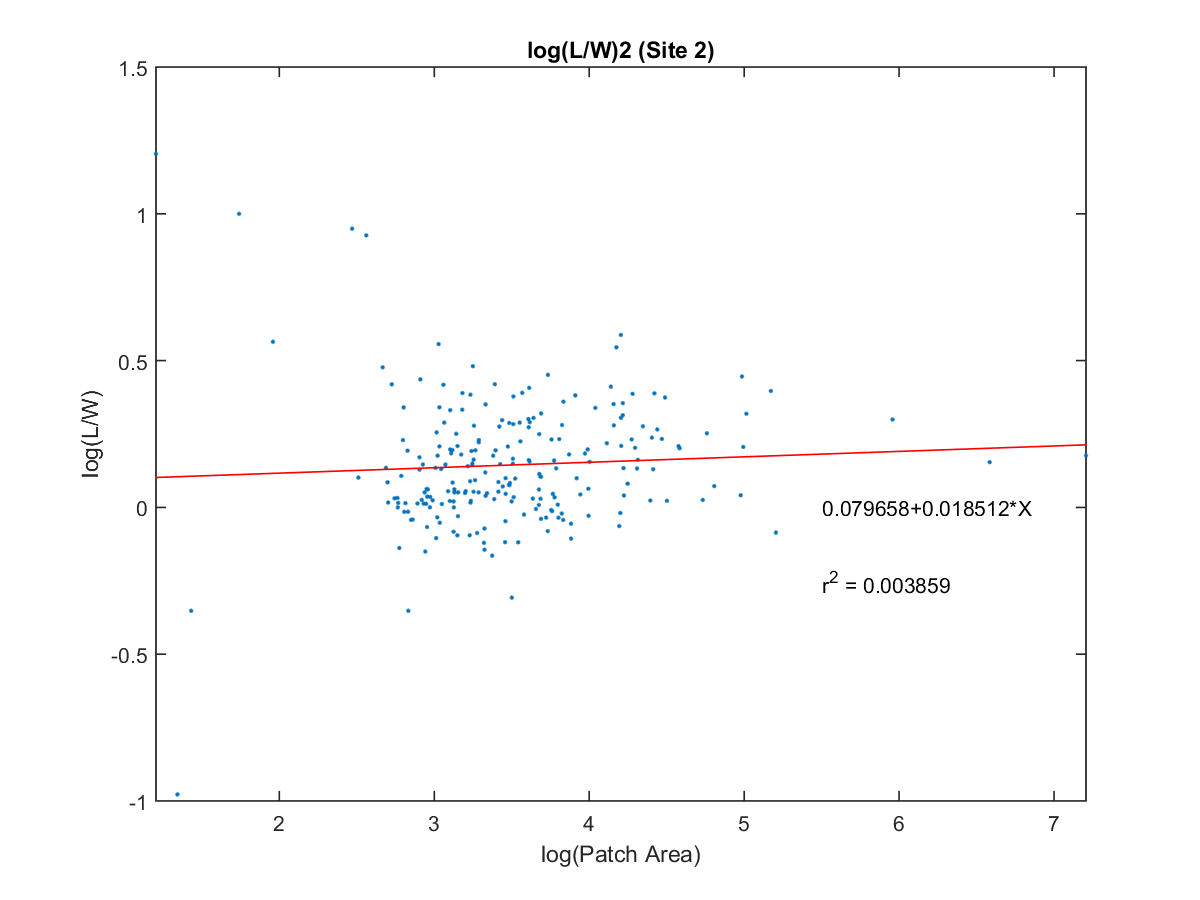 log(L/W)2 (Site 2)
1.5
1
0.5
0
-0.5
-1
log(L/W)
0.079658+0.018512*X
r2 = 0.003859
2 3 4 5 6 7
log(Patch Area)